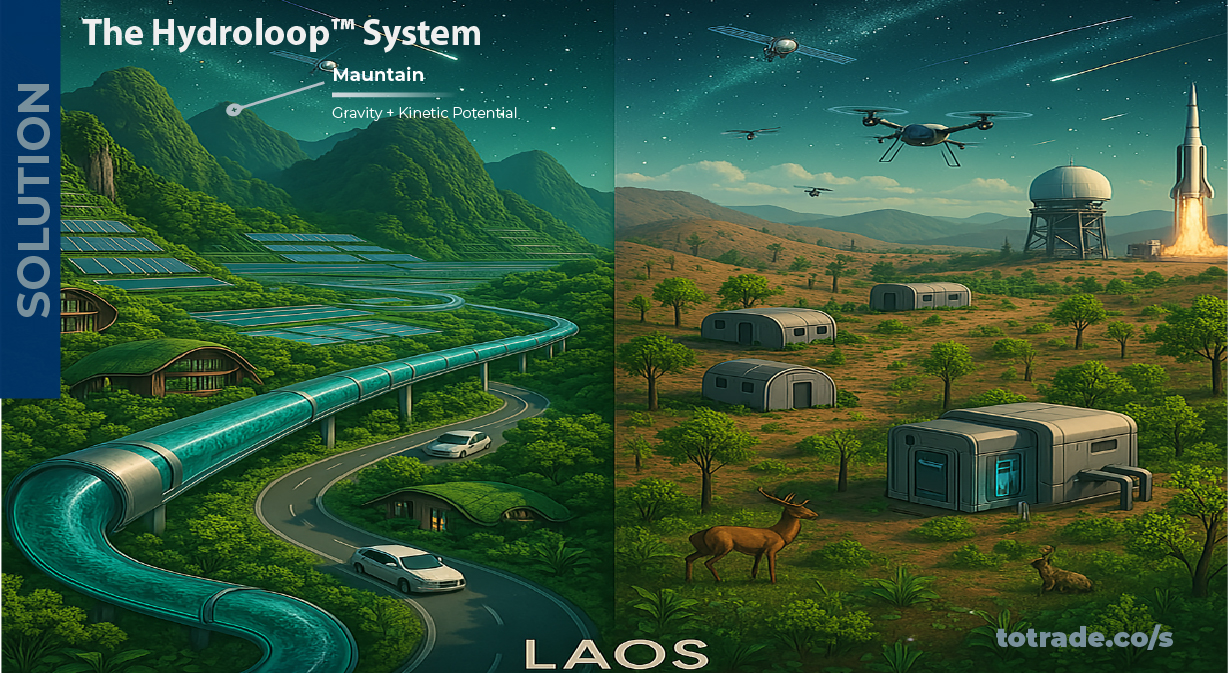 The Hydroloop™ System
SOLUTION
Mauntain
Gravity + Kinetic Potential
totrade.co/s
LAOS